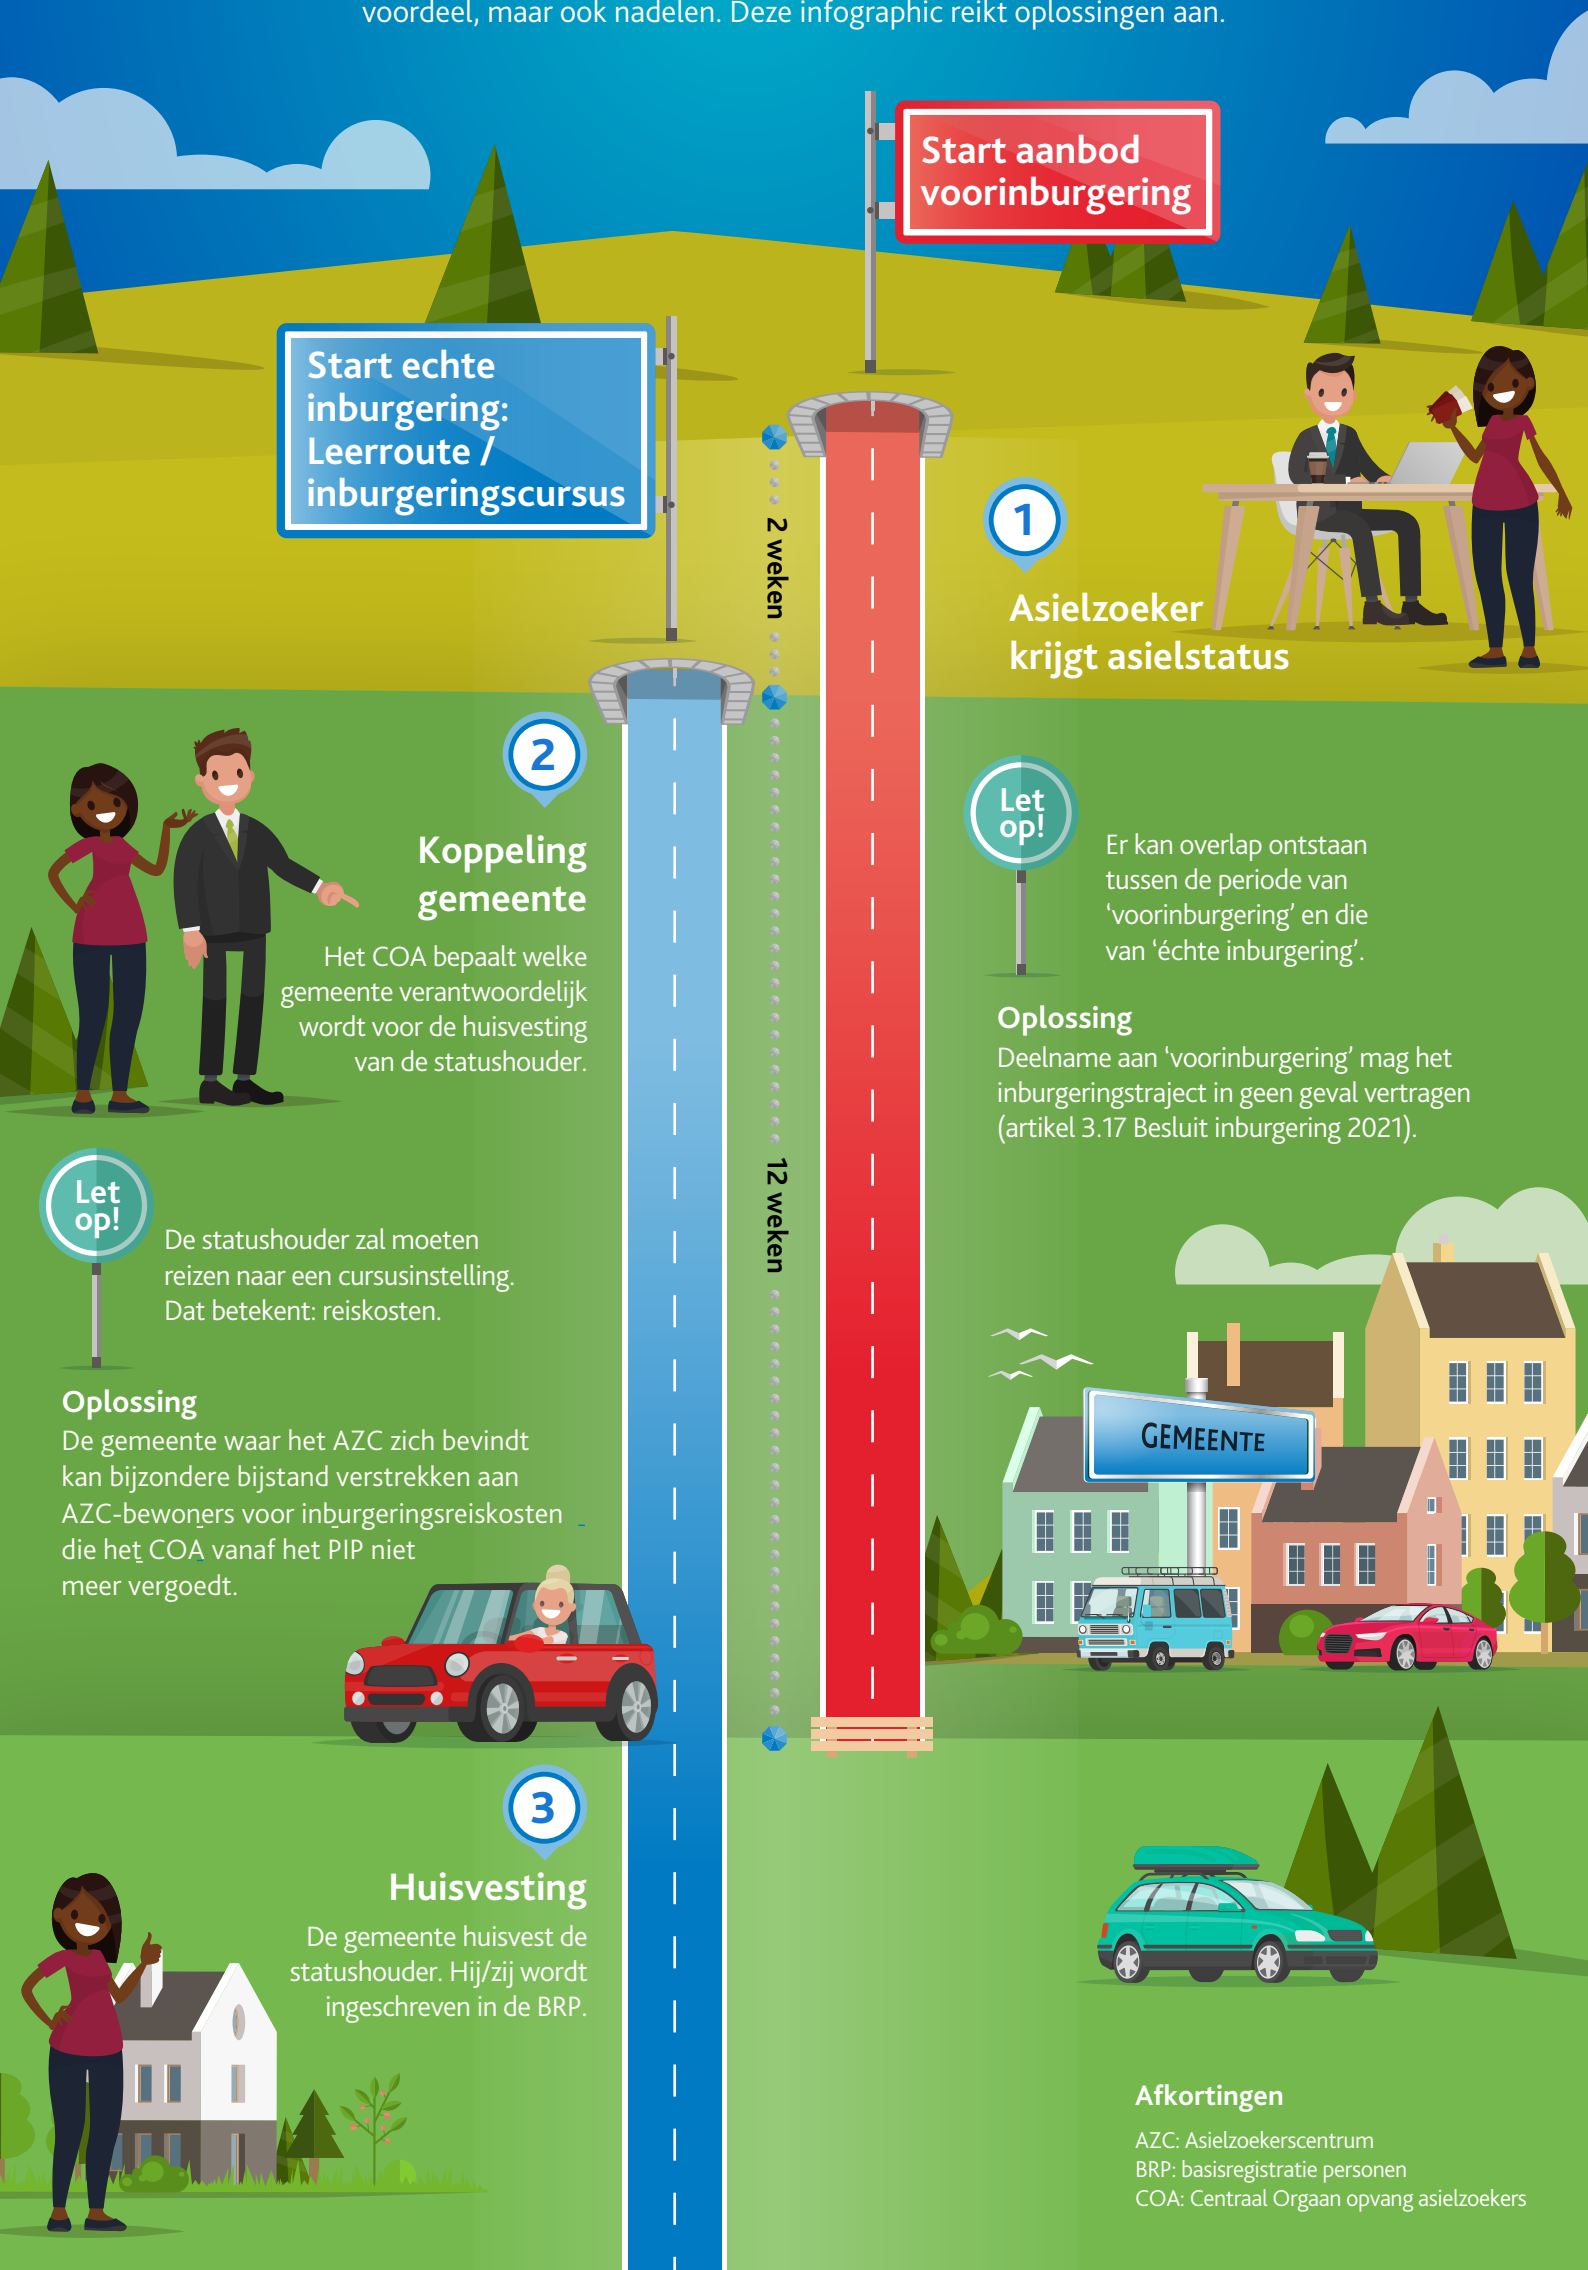 voordeel, maar ook nadelen. Deze infographic reikt oplossingen aan.
Start aanbod
voorinburgering
Start echte
inburgering:
Leerroute /
inburgeringscursus
2 weken
1
Asielzoeker
krijgt asielstatus
2
Koppeling
gemeente
Het COA bepaalt welke
gemeente verantwoordelijk
wordt voor de huisvesting
van de statushouder.
Let
op!
Er kan overlap ontstaan
tussen de periode van
‘voorinburgering’ en die
van ‘échte inburgering’.
Oplossing
Deelname aan ‘voorinburgering’ mag het
inburgeringstraject in geen geval vertragen
(artikel 3.17 Besluit inburgering 2021).
12 weken
Let
op!
De statushouder zal moeten
reizen naar een cursusinstelling.
Dat betekent: reiskosten.
Oplossing
De gemeente waar het AZC zich bevindt
kan bijzondere bijstand verstrekken aan
AZC-bewoners voor inburgeringsreiskosten
die het COA vanaf het PIP niet
meer vergoedt.
GEMEENTE
3
Huisvesting
De gemeente huisvest de
statushouder. Hij/zij wordt
ingeschreven in de BRP.
Afkortingen
AZC: Asielzoekerscentrum
BRP: basisregistratie personen
COA: Centraal Orgaan opvang asielzoekers